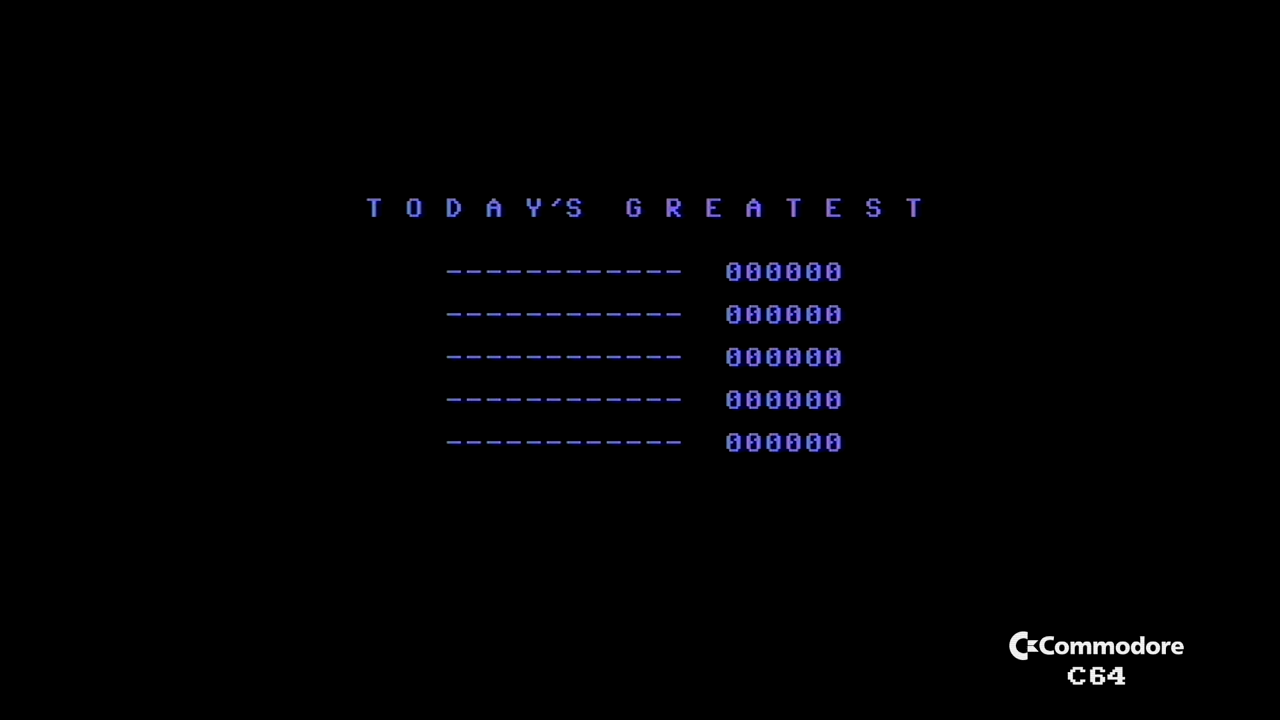 T O D A Y'S G R E A T E S T
------------ 000000
------------ 000000
------------ 000000
------------ 000000
------------ 000000
Commodore
C64